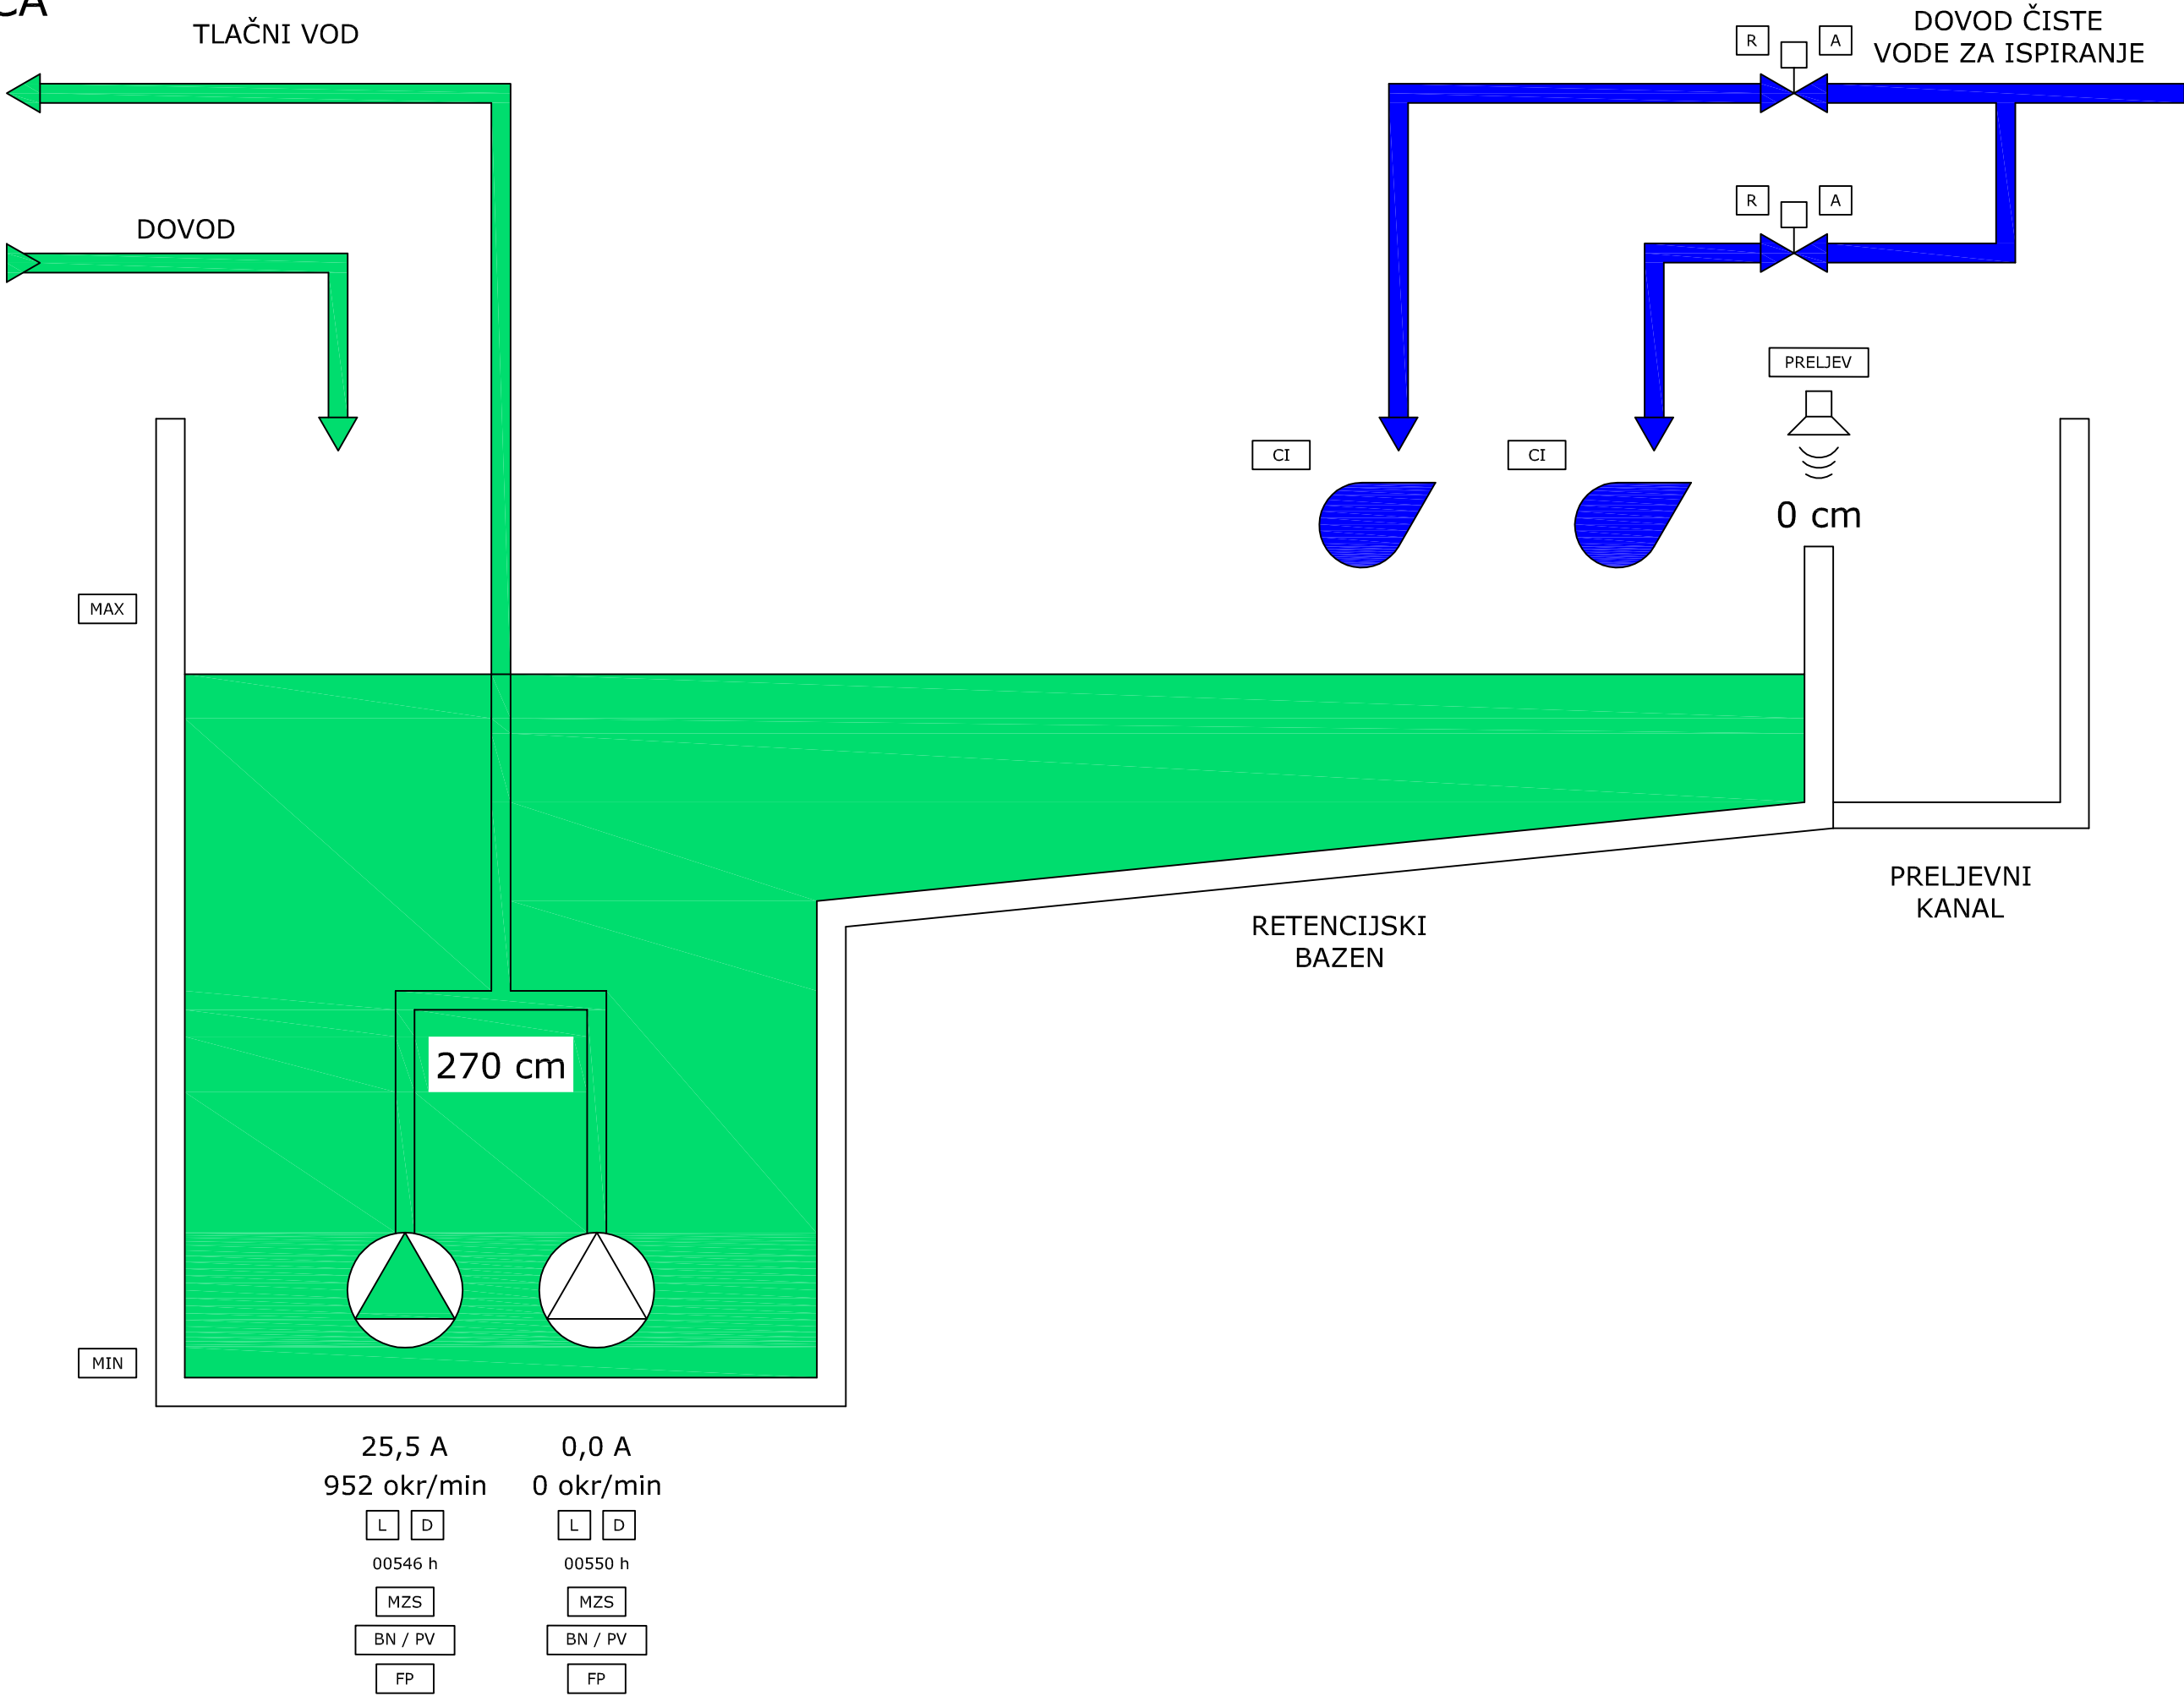 CA
TLAČNI VOD
R
A
DOVOD ČISTE
VODE ZA ISPIRANJE
DOVOD
R
A
PRELJEV
CI
CI
0 cm
MAX
PRELJEVNI
KANAL
RETENCIJSKI
BAZEN
270 cm
MIN
25,5 A
0,0 A
952 okr/min
0 okr/min
L
D
L
D
00546 h
00550 h
MZS
MZS
BN / PV
BN / PV
FP
FP